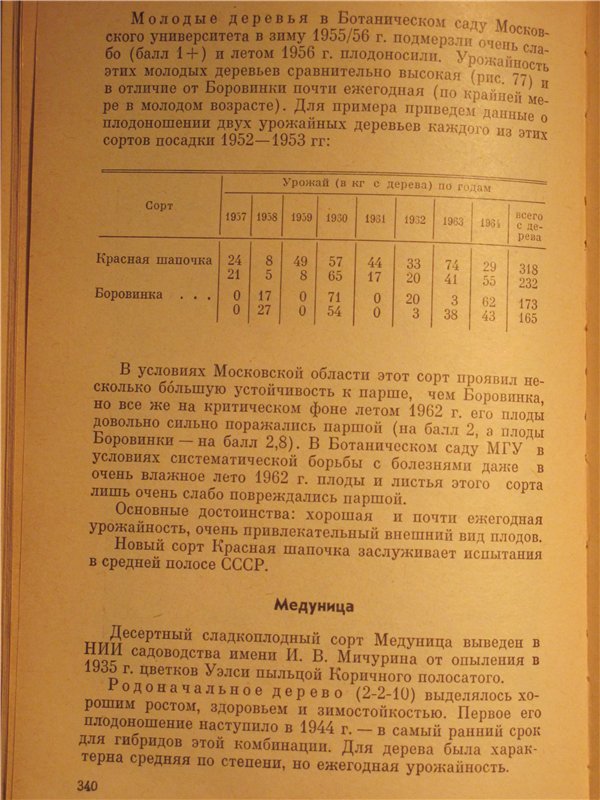 Молодые деревья в Ботаническом саду Москов-
ского университета в зиму 1955/56 г. подмерзли очень сла-
бо (балл 1+) и летом 1956 г. плодоносили. Урожайность
этих молодых деревьев сравнительно высокая (рис. 77) и
в отличие от Боровинки почти ежегодная (по крайней ме-
ре в молодом возрасте). Для примера приведем данные о
плодоношении двух урожайных деревьев каждого из этих
сортов посадки 1952—1953 гг:
Урожай (в кг с дерева) по годам
Сорт
1957 1958 1959 1960 1961 1962 1963 1964 всего
с де-
рева
Красная шапочка 24 8 49 57 44 33 74 29 318
21 5 8 65 17 20 41 55 232
Боровинка . . . 0 17 0 71 0 20 3 62 173
0 27 0 54 0 3 38 43 165
В условиях Московской области этот сорт проявил не-
сколько бóльшую устойчивость к парше, чем Боровинка,
но все же на критическом фоне летом 1962 г. его плоды
довольно сильно поражались паршой (на балл 2, а плоды
Боровинки — на балл 2,8). В Ботаническом саду МГУ в
условиях систематической борьбы с болезнями даже в
очень влажное лето 1962 г. плоды и листья этого сорта
лишь очень слабо повреждались паршой.
Основные достоинства: хорошая и почти ежегодная
урожайность, очень привлекательный внешний вид плодов.
Новый сорт Красная шапочка заслуживает испытания
в средней полосе СССР.
Медуница
Десертный сладкоплодный сорт Медуница выведен в
НИИ садоводства имени И. В. Мичурина от опыления в
1935 г. цветков Уэлси пыльцой Коричного полосатого.
Родоначальное дерево (2-2-10) выделялось хо-
рошим ростом, здоровьем и зимостойкостью. Первое его
плодоношение наступило в 1944 г. — в самый ранний срок
для гибридов этой комбинации. Для дерева была харак-
терна средняя по степени, но ежегодная урожайность.
340